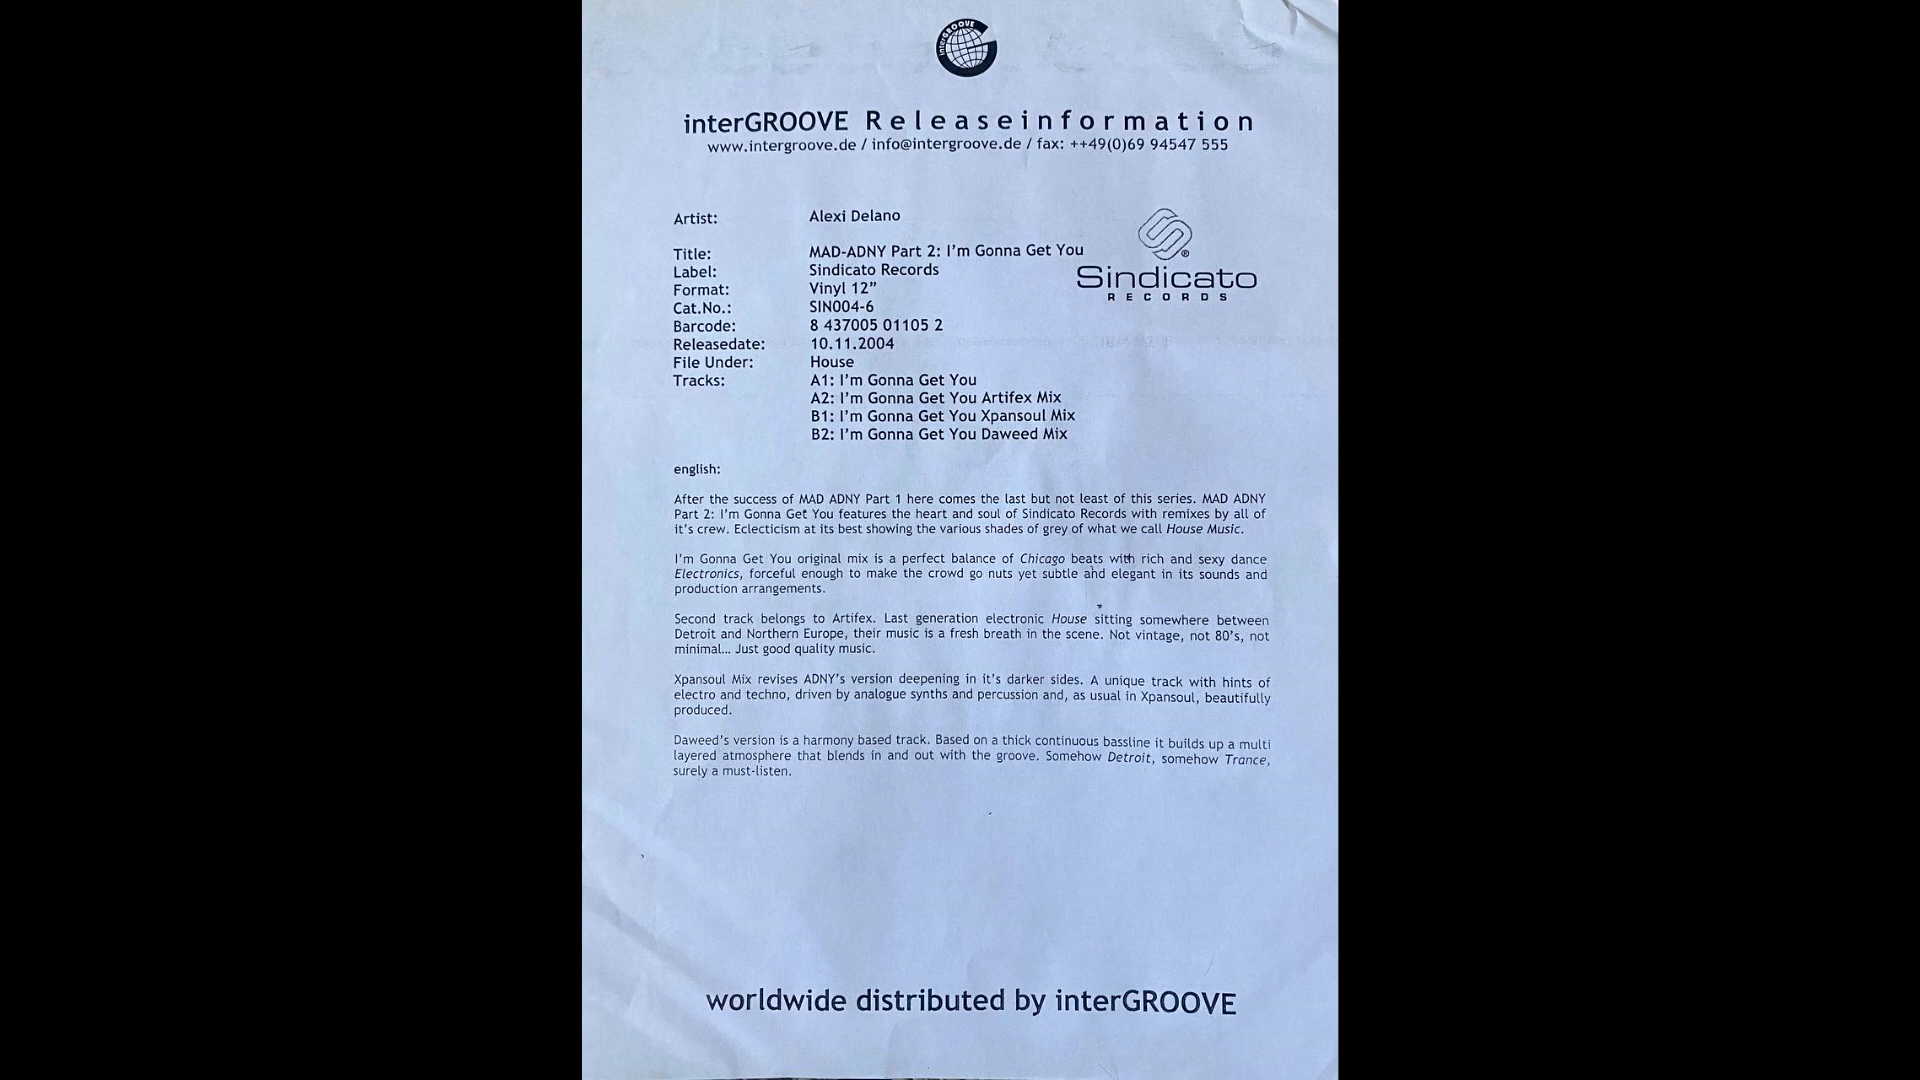 interGROOVE
interGROOVE Releaseinformation
www.intergroove.de / info@intergroove.de / fax: ++49(0)69 94547 555
Artist: Alexi Delano
Title: MAD-ADNY Part 2: I'm Gonna Get You
Label: Sindicato Records
Format: Vinyl 12”
Cat.No.: SIN004-6
Barcode: 8 437005 01105 2
Releasedate: 10.11.2004
File Under: House
Tracks: A1: I'm Gonna Get You
A2: I'm Gonna Get You Artifex Mix
B1: I'm Gonna Get You Xpansoul Mix
B2: I'm Gonna Get You Daweed Mix
®
Sindicato
RECORDS
english:
After the success of MAD ADNY Part 1 here comes the last but not least of this series. MAD ADNY
Part 2: I'm Gonna Get You features the heart and soul of Sindicato Records with remixes by all of
it's crew. Eclecticism at its best showing the various shades of grey of what we call House Music.
I'm Gonna Get You original mix is a perfect balance of Chicago beats with rich and sexy dance
Electronics, forceful enough to make the crowd go nuts yet subtle and elegant in its sounds and
production arrangements.
Second track belongs to Artifex. Last generation electronic House sitting somewhere between
Detroit and Northern Europe, their music is a fresh breath in the scene. Not vintage, not 80's, not
minimal... Just good quality music.
Xpansoul Mix revises ADNY's version deepening in it's darker sides. A unique track with hints of
electro and techno, driven by analogue synths and percussion and, as usual in Xpansoul, beautifully
produced.
Daweed's version is a harmony based track. Based on a thick continuous bassline it builds up a multi
layered atmosphere that blends in and out with the groove. Somehow Detroit, somehow Trance,
surely a must-listen.
worldwide distributed by interGROOVE